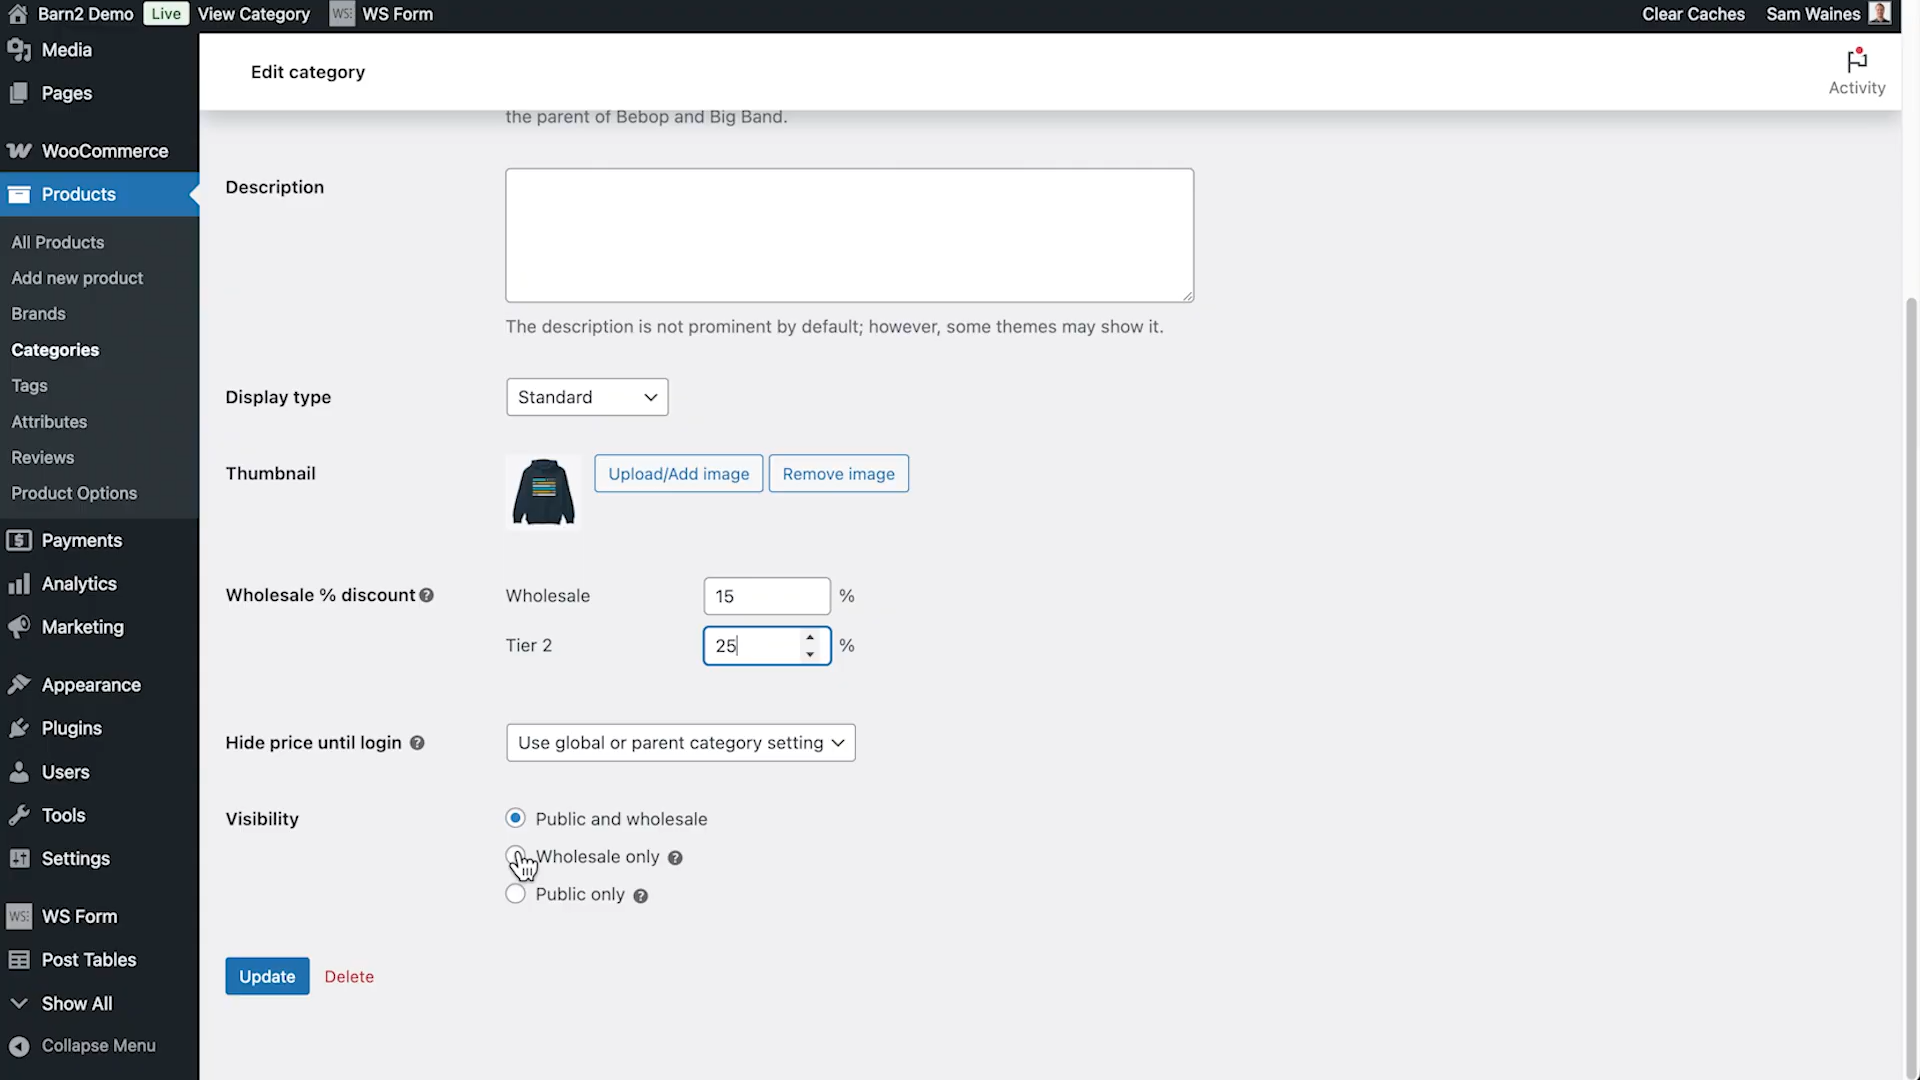 Barn2 Demo Live View Category WS WS Form Clear Caches Sam Waines
Media
Pages
WooCommerce
Products
All Products
Add new product
Brands
Categories
Tags
Attributes
Reviews
Product Options
Payments
Analytics
Marketing
Appearance
Plugins
Users
Tools
Settings
WS WS Form
Post Tables
Show All
Collapse Menu
Edit category
Activity
the parent of Bebop and Big Band.
Description
The description is not prominent by default; however, some themes may show it.
Display type Standard
Thumbnail Upload/Add image Remove image
Wholesale % discount Wholesale 15 %
Tier 2 25 %
Hide price until login Use global or parent category setting
Visibility Public and wholesale
Wholesale only
Public only
Update Delete